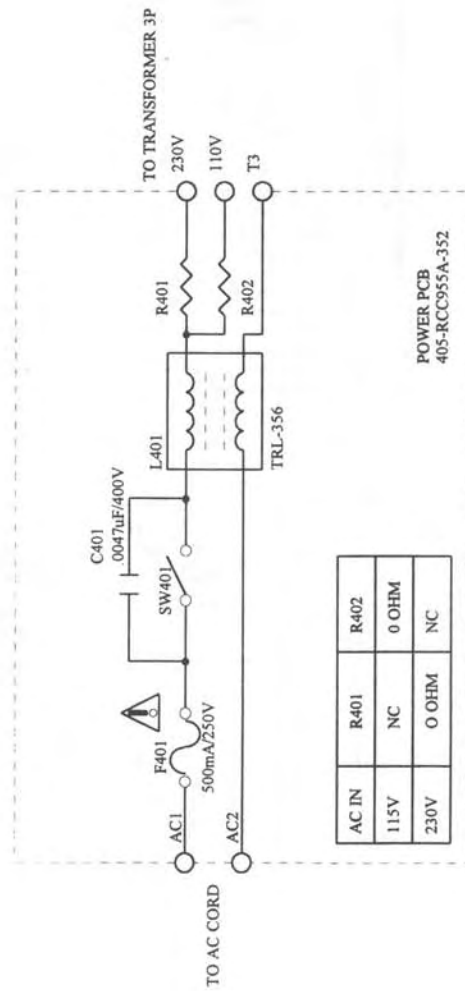 TO TRANSFORMER 3P
230V
110V
T3
R401
R402
L401
TRL-356
C401
.0047uF/400V
SW401
F401
500mA/250V
AC1
AC2
TO AC CORD
POWER PCB
405-RCC955A-352
AC IN R401 R402
115V NC 0 OHM
230V O OHM NC